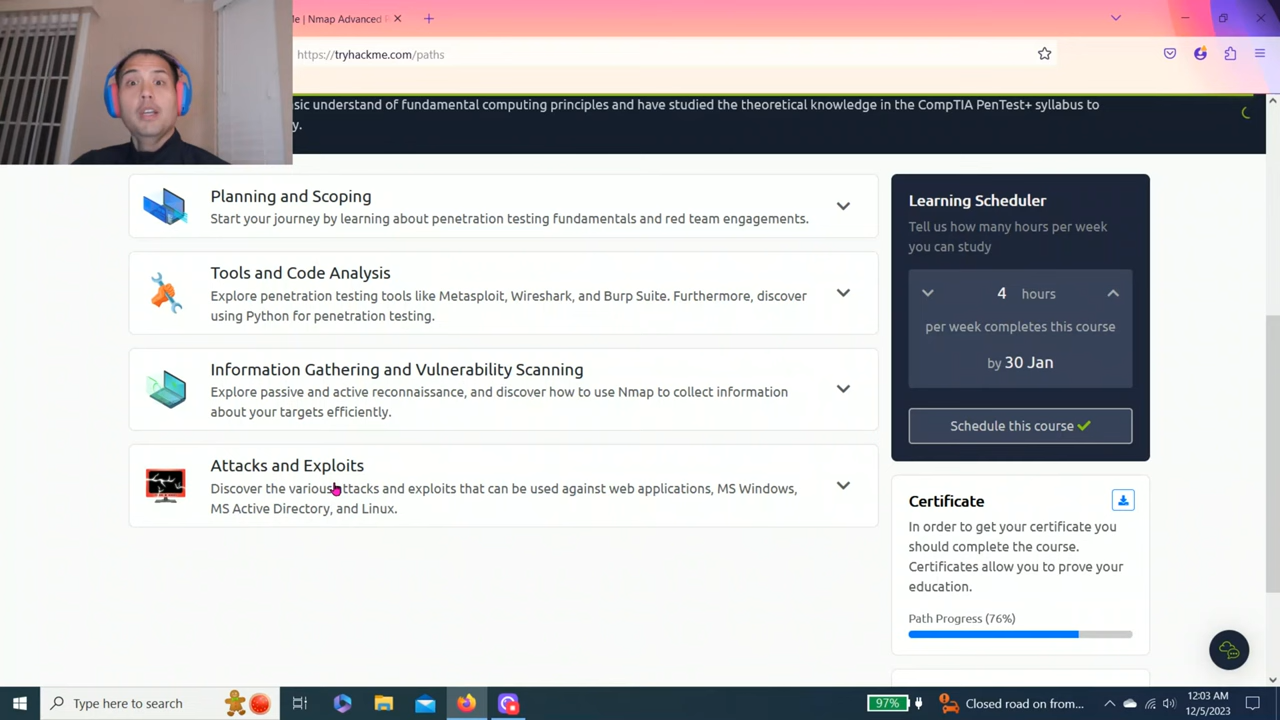 le | Nmap Advanced
https://tryhackme.com/paths
sic understand of fundamental computing principles and have studied the theoretical knowledge in the CompTIA PenTest+ syllabus to
y.
Planning and Scoping
Start your journey by learning about penetration testing fundamentals and red team engagements.
Tools and Code Analysis
Explore penetration testing tools like Metasploit, Wireshark, and Burp Suite. Furthermore, discover
using Python for penetration testing.
Information Gathering and Vulnerability Scanning
Explore passive and active reconnaissance, and discover how to use Nmap to collect information
about your targets efficiently.
Attacks and Exploits
Discover the various attacks and exploits that can be used against web applications, MS Windows,
MS Active Directory, and Linux.
Learning Scheduler
Tell us how many hours per week
you can study
4 hours
per week completes this course
by 30 Jan
Schedule this course
Certificate
In order to get your certificate you
should complete the course.
Certificates allow you to prove your
education.
Path Progress (76%)
Type here to search
97%
Closed road on from...
12:03 AM
12/5/2023